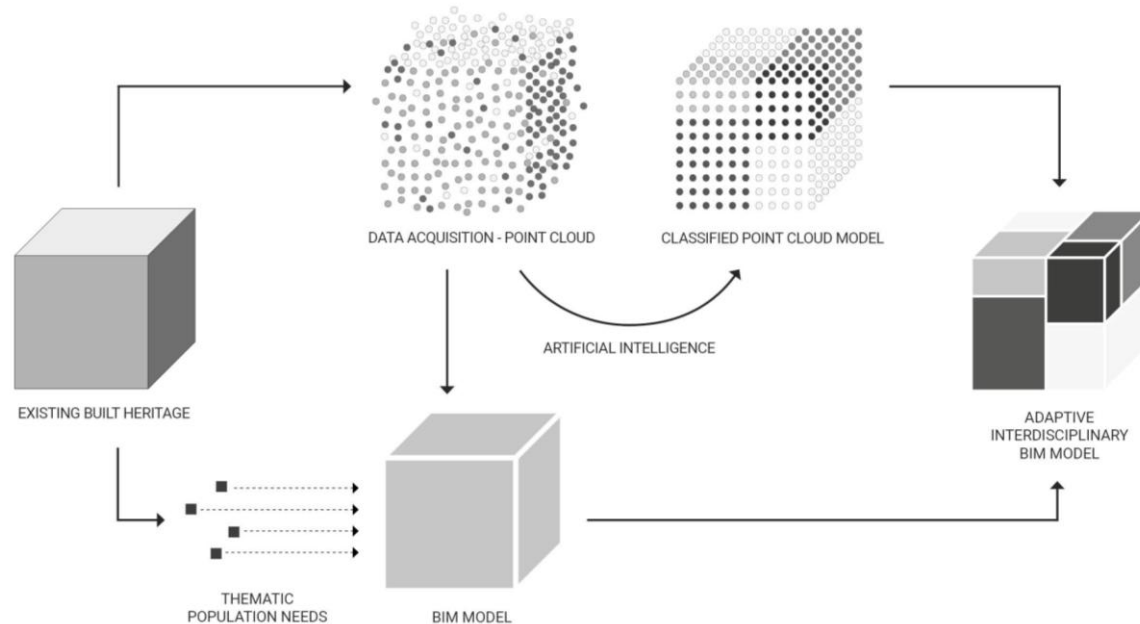 DATA ACQUISITION - POINT CLOUD
CLASSIFIED POINT CLOUD MODEL
ARTIFICIAL INTELLIGENCE
EXISTING BUILT HERITAGE
ADAPTIVE
INTERDISCIPLINARY
BIM MODEL
THEMATIC
POPULATION NEEDS
BIM MODEL